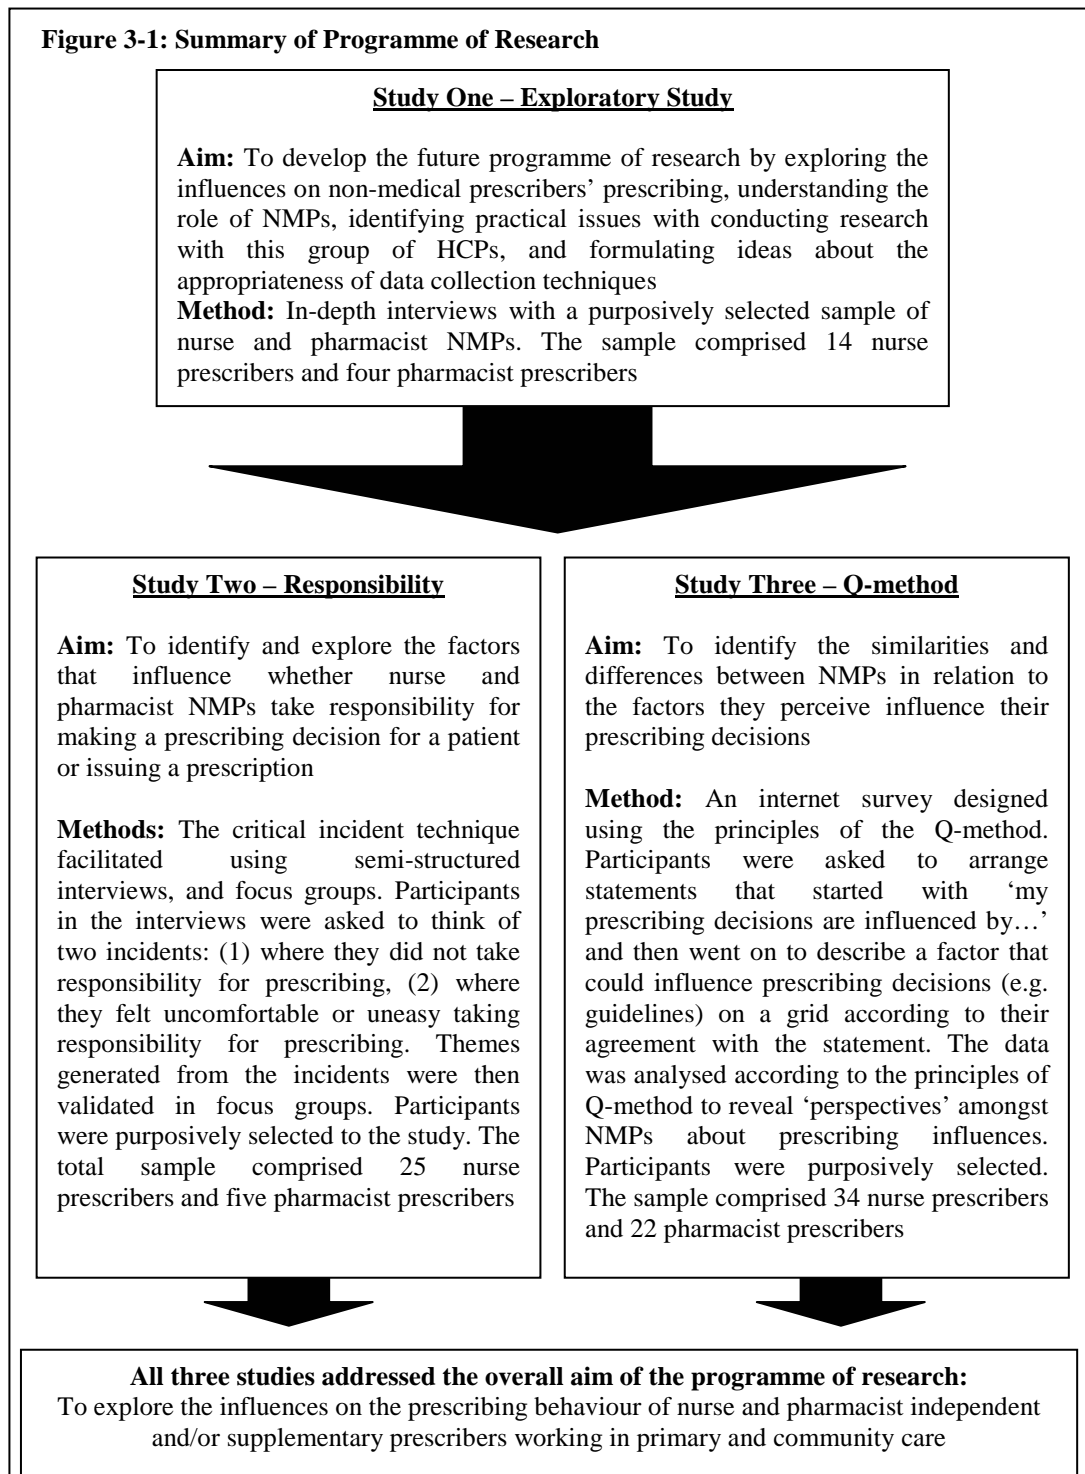 Figure 3-1: Summary of Programme of Research
Study One – Exploratory Study
Aim: To develop the future programme of research by exploring the
influences on non-medical prescribers’ prescribing, understanding the
role of NMPs, identifying practical issues with conducting research
with this group of HCPs, and formulating ideas about the
appropriateness of data collection techniques
Method: In-depth interviews with a purposively selected sample of
nurse and pharmacist NMPs. The sample comprised 14 nurse
prescribers and four pharmacist prescribers
Study Two – Responsibility
Aim: To identify and explore the factors
that influence whether nurse and
pharmacist NMPs take responsibility for
making a prescribing decision for a patient
or issuing a prescription
Methods: The critical incident technique
facilitated using semi-structured
interviews, and focus groups. Participants
in the interviews were asked to think of
two incidents: (1) where they did not take
responsibility for prescribing, (2) where
they felt uncomfortable or uneasy taking
responsibility for prescribing. Themes
generated from the incidents were then
validated in focus groups. Participants
were purposively selected to the study. The
total sample comprised 25 nurse
prescribers and five pharmacist prescribers
Study Three – Q-method
Aim: To identify the similarities and
differences between NMPs in relation to
the factors they perceive influence their
prescribing decisions
Method: An internet survey designed
using the principles of the Q-method.
Participants were asked to arrange
statements that started with ‘my
prescribing decisions are influenced by…’
and then went on to describe a factor that
could influence prescribing decisions (e.g.
guidelines) on a grid according to their
agreement with the statement. The data
was analysed according to the principles of
Q-method to reveal ‘perspectives’ amongst
NMPs about prescribing influences.
Participants were purposively selected.
The sample comprised 34 nurse prescribers
and 22 pharmacist prescribers
All three studies addressed the overall aim of the programme of research:
To explore the influences on the prescribing behaviour of nurse and pharmacist independent
and/or supplementary prescribers working in primary and community care